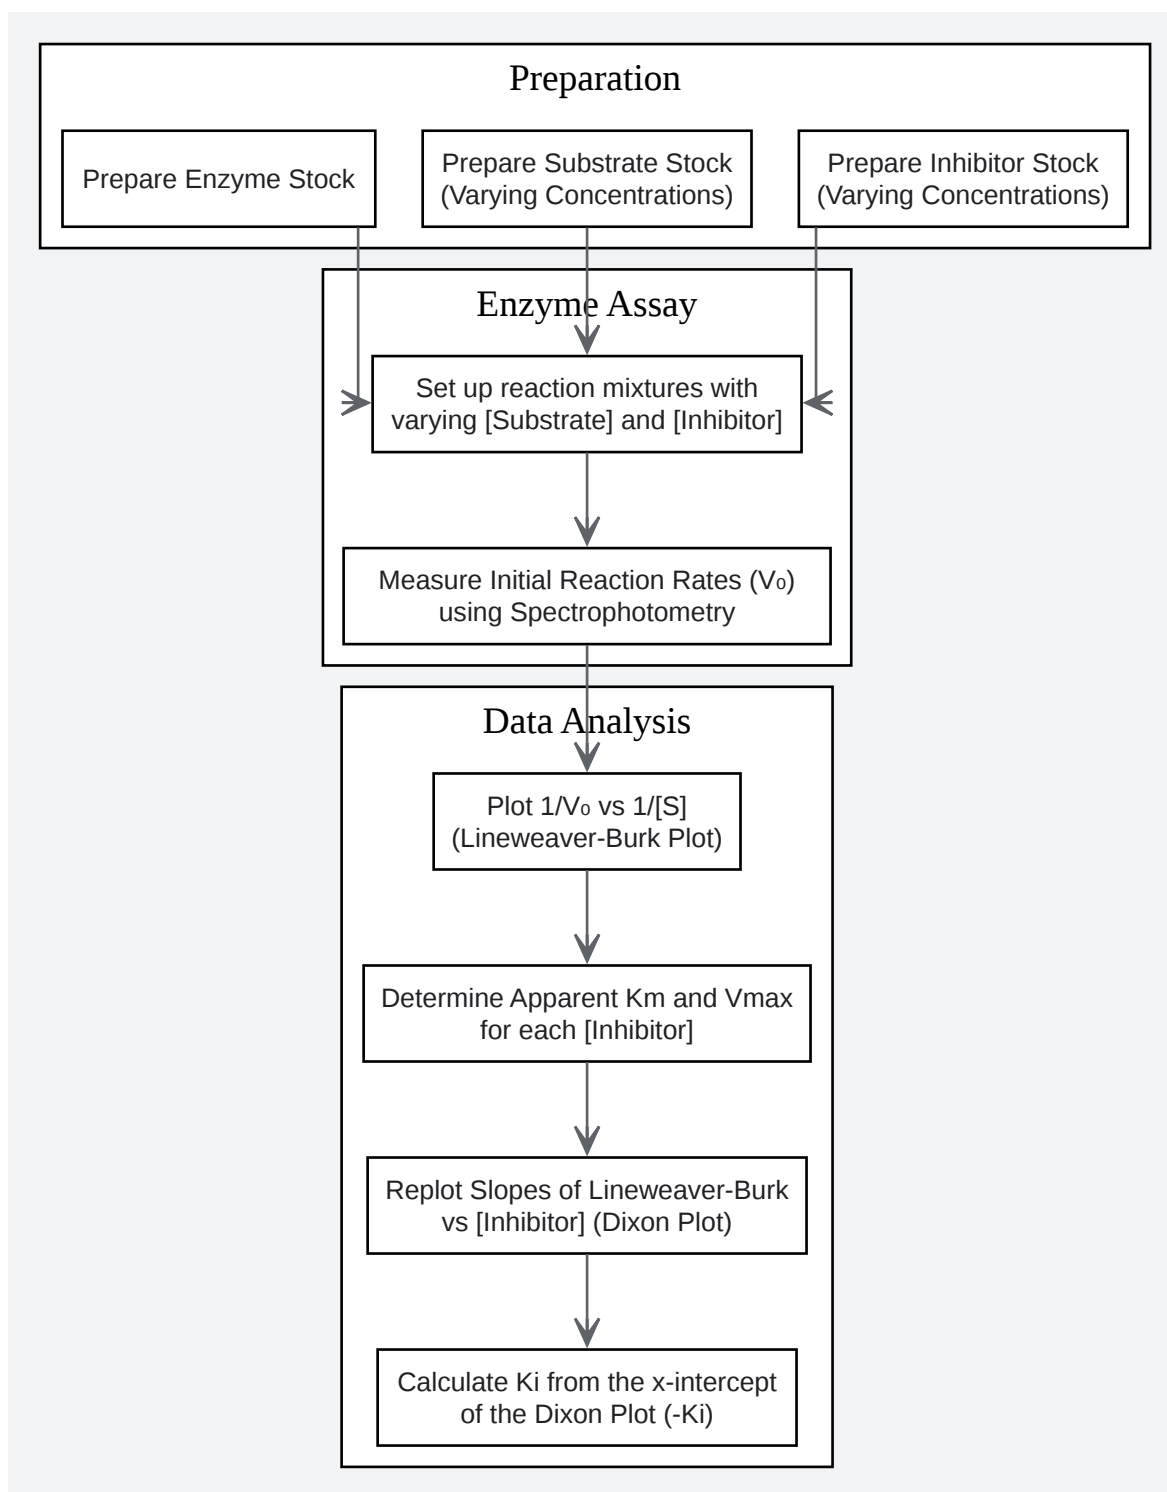 Preparation
Prepare Enzyme Stock
Prepare Substrate Stock
(Varying Concentrations)
Prepare Inhibitor Stock
(Varying Concentrations)
Enzyme Assay
Set up reaction mixtures with
varying [Substrate] and [Inhibitor]
Measure Initial Reaction Rates (V₀)
using Spectrophotometry
Data Analysis
Plot 1/V₀ vs 1/[S]
(Lineweaver-Burk Plot)
Determine Apparent Km and Vmax
for each [Inhibitor]
Replot Slopes of Lineweaver-Burk
vs [Inhibitor] (Dixon Plot)
Calculate Ki from the x-intercept
of the Dixon Plot (-Ki)